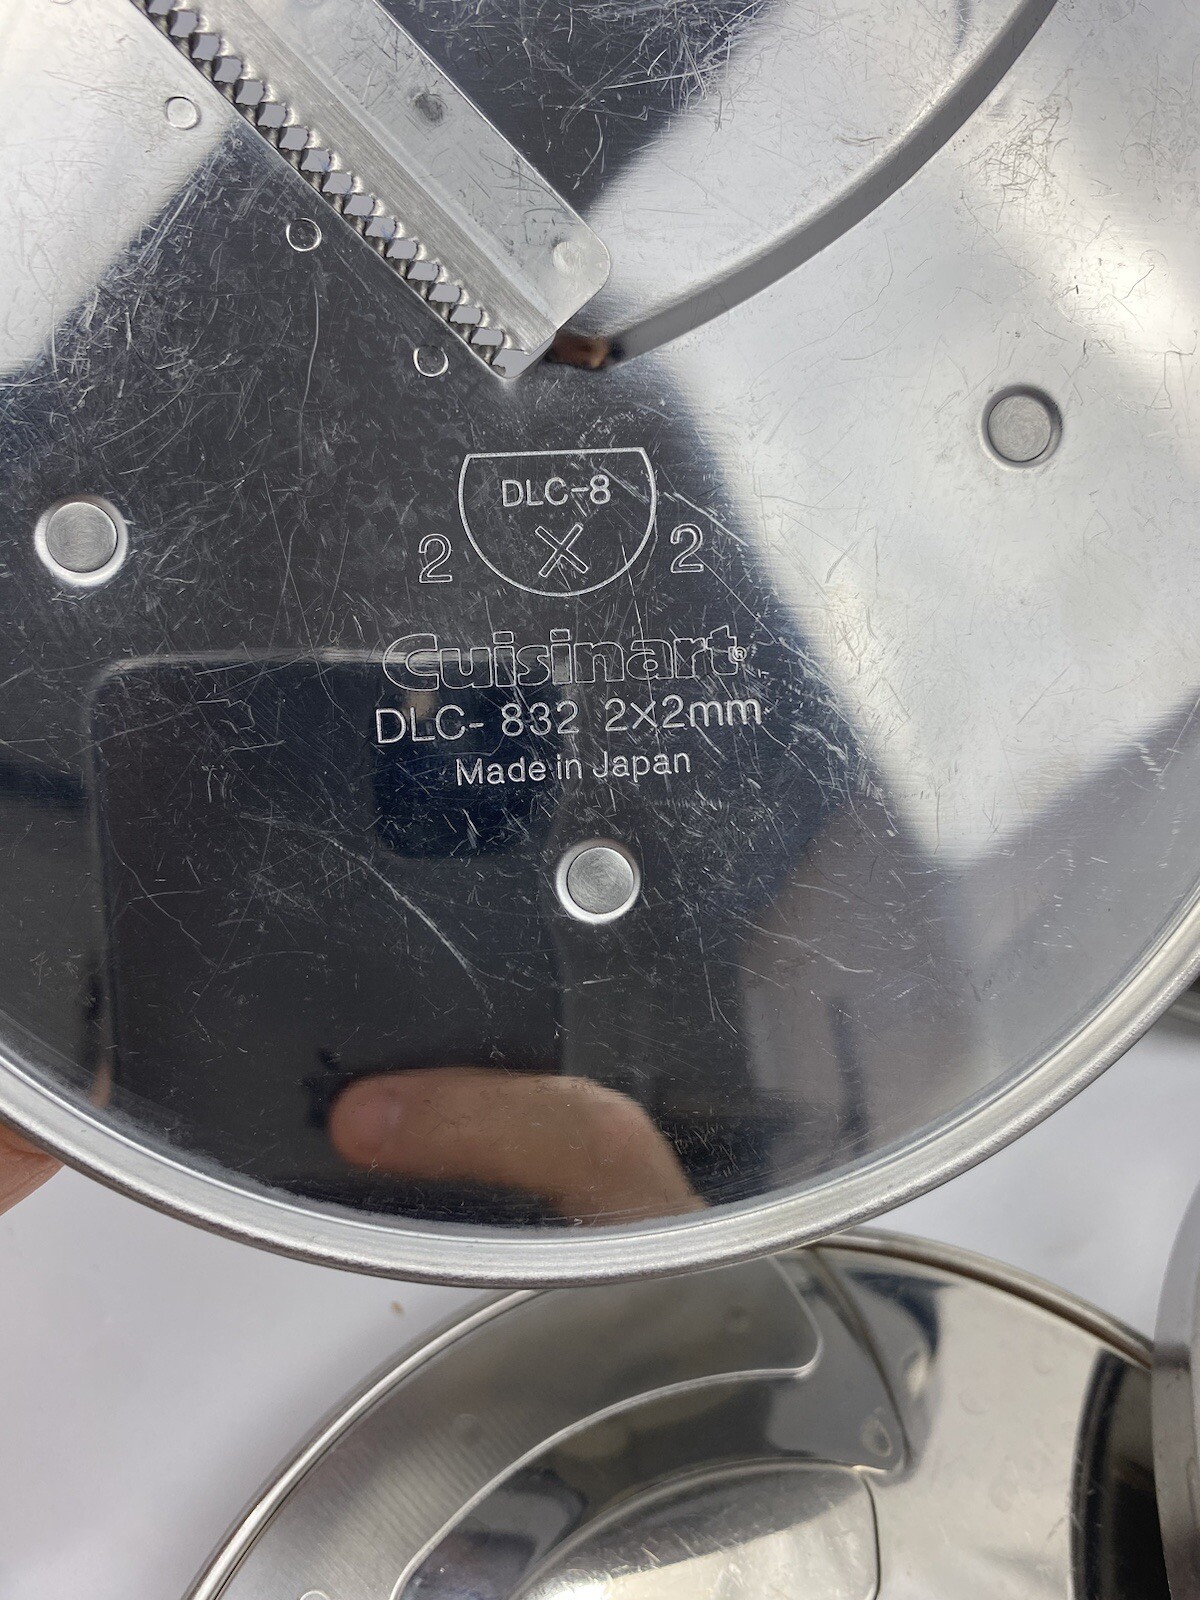 DLC-8
2 X 2
Cuisinart®
DLC- 832 2X2mm
Made in Japan